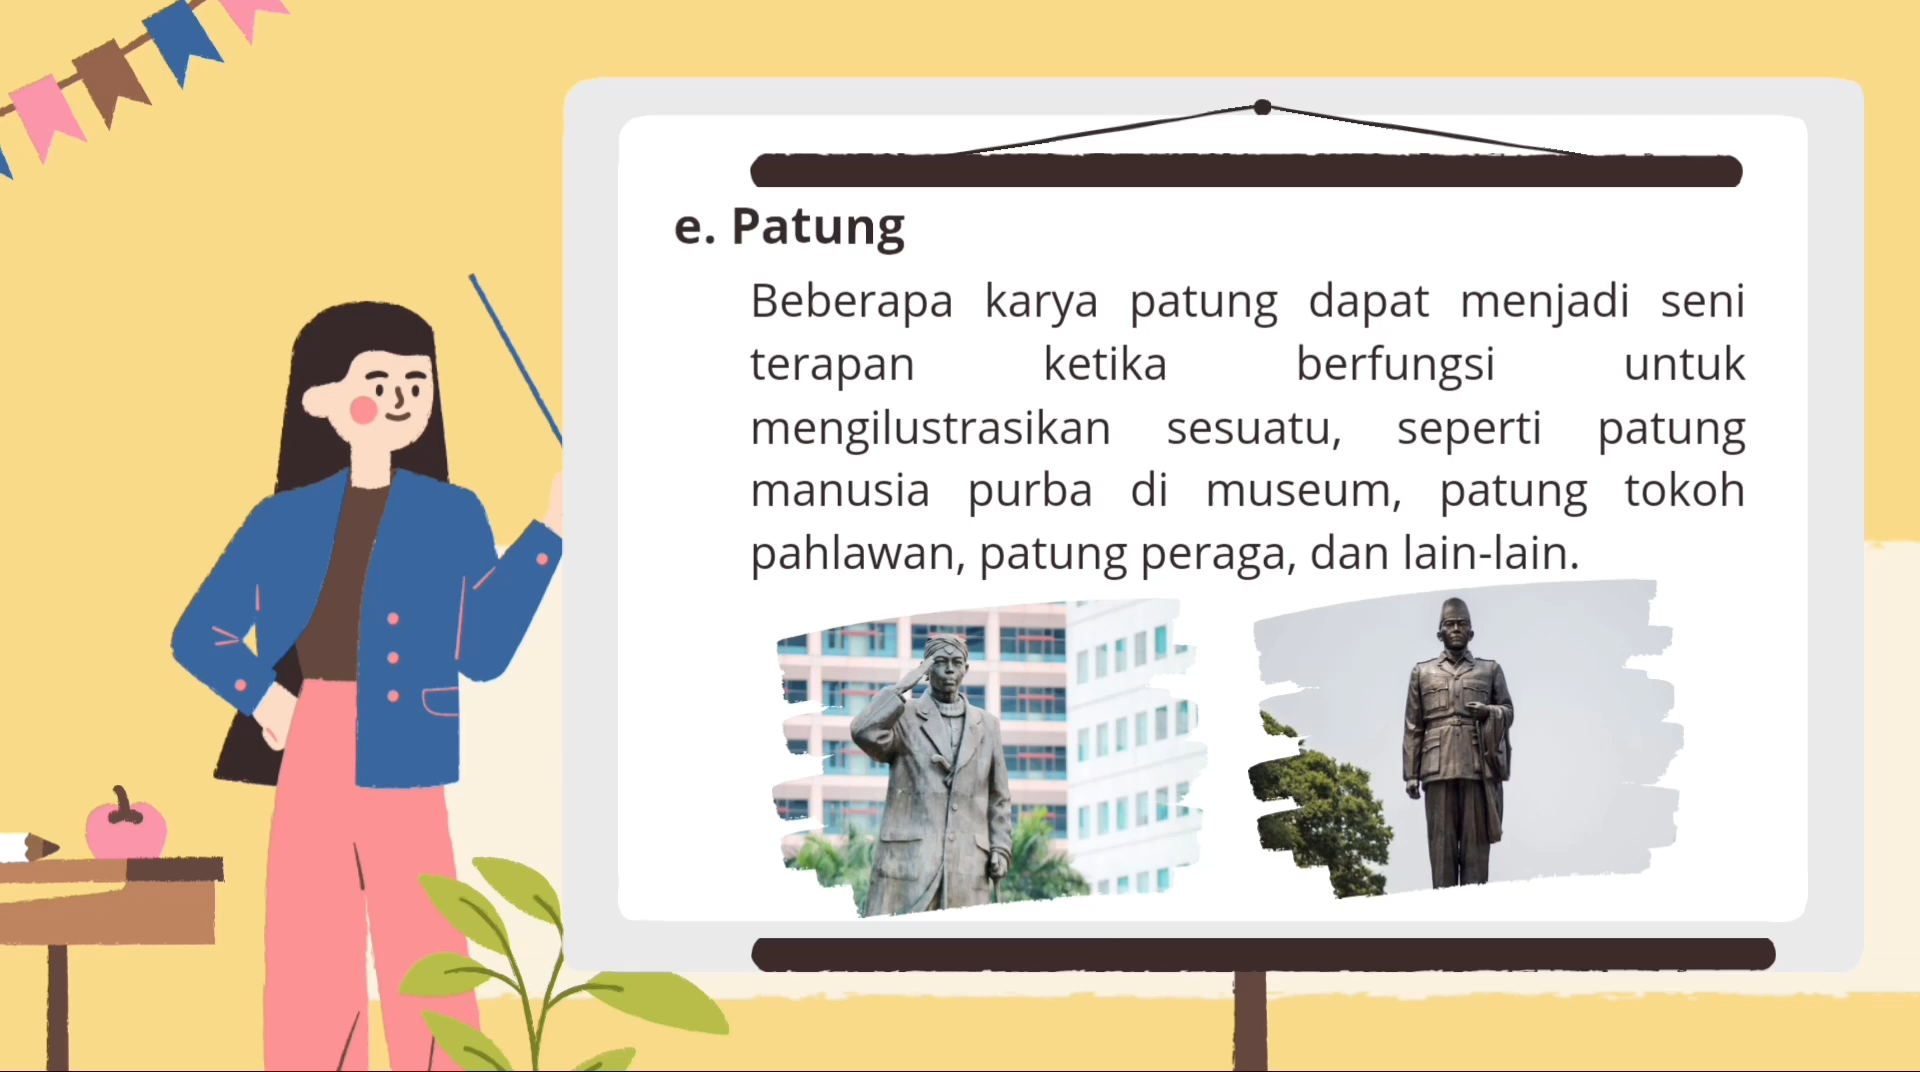 e. Patung
Beberapa karya patung dapat menjadi seni
terapan ketika berfungsi untuk
mengilustrasikan sesuatu, seperti patung
manusia purba di museum, patung tokoh
pahlawan, patung peraga, dan lain-lain.